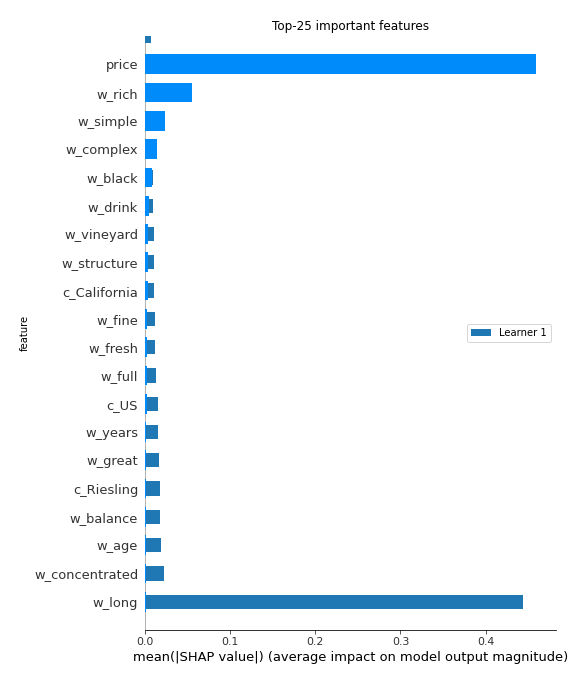 Top-25 important features
price
w_rich
w_simple
w_complex
w_black
w_drink
w_vineyard
w_structure
c_California
w_fine
w_fresh
w_full
c_US
w_years
w_great
c_Riesling
w_balance
w_age
w_concentrated
w_long
feature
Learner 1
0.0 0.1 0.2 0.3 0.4
mean(|SHAP value|) (average impact on model output magnitude)